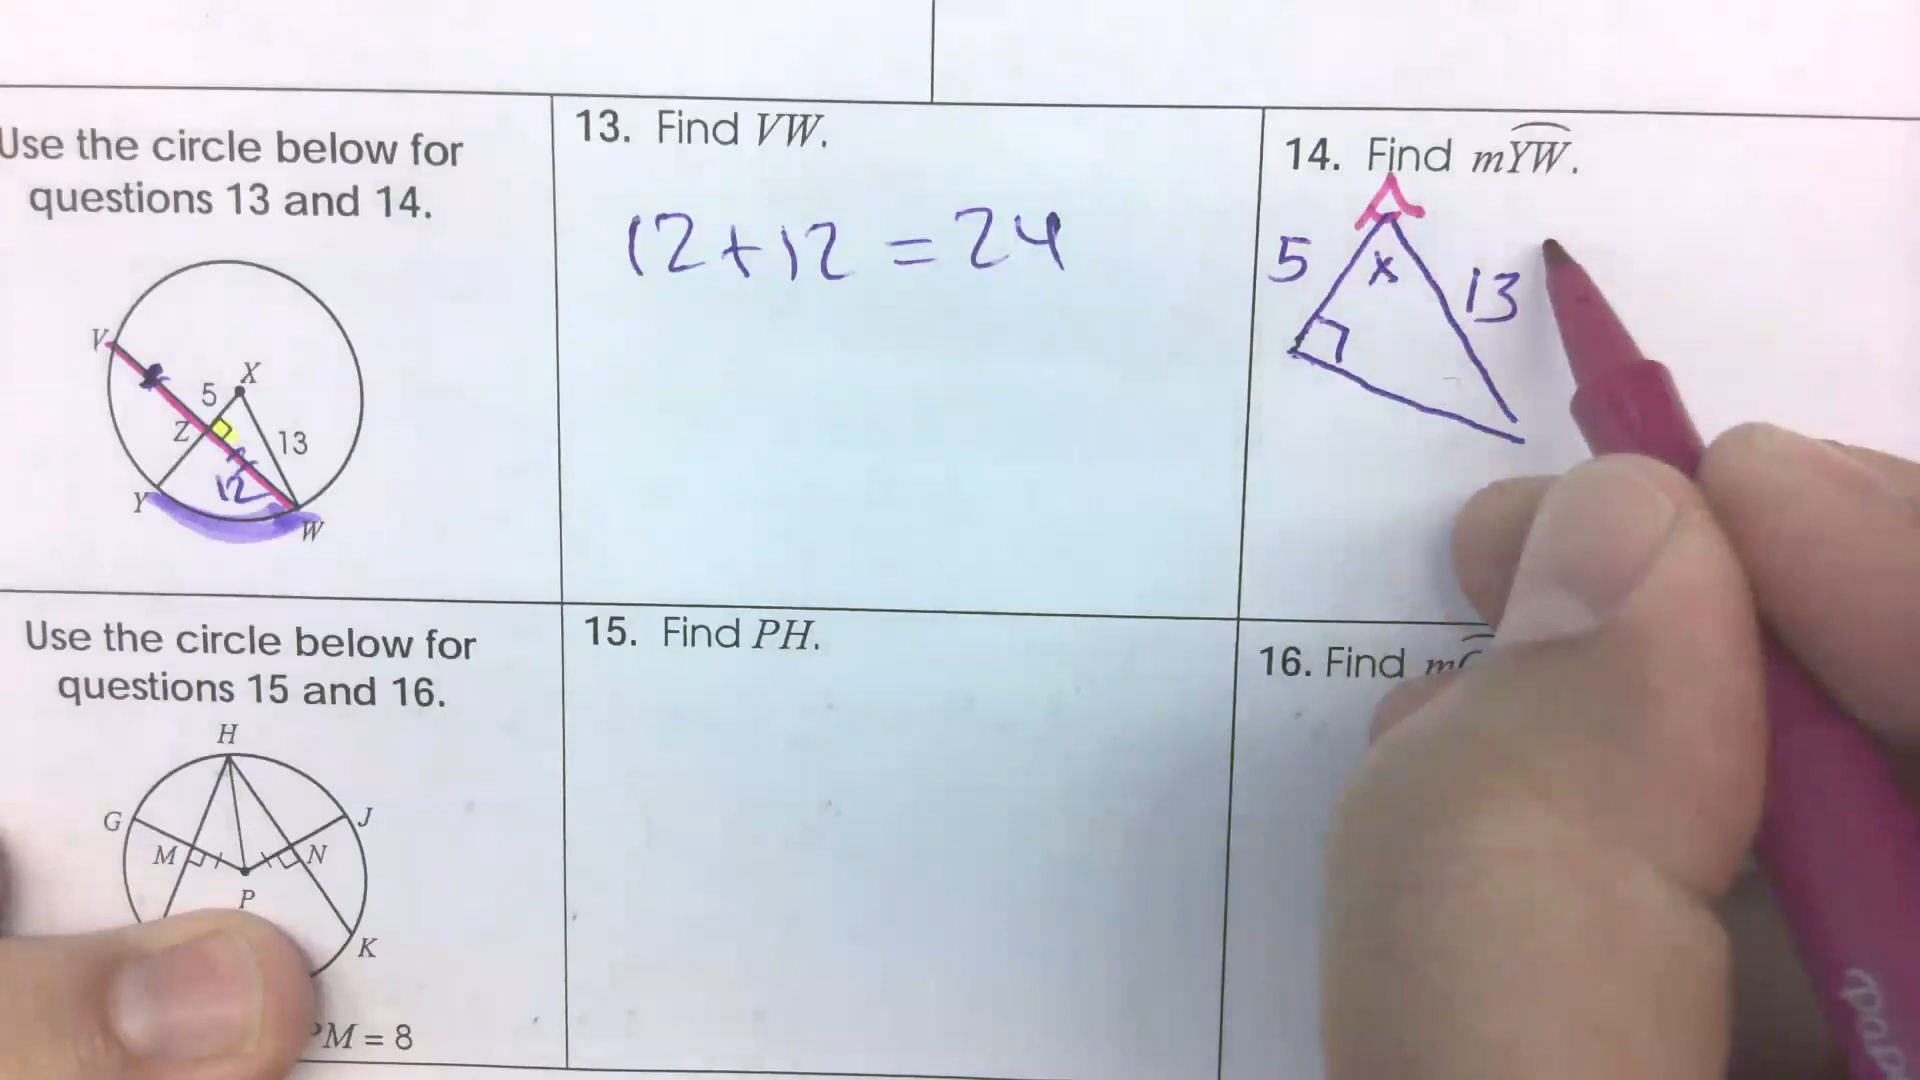 Use the circle below for
questions 13 and 14.
V
5
X
Z
13
12
Y
W
13. Find VW.
12+12 = 24
14. Find mYW.
5
x
13
Use the circle below for
questions 15 and 16.
H
G
J
M
N
P
K
PM = 8
15. Find PH.
16. Find m